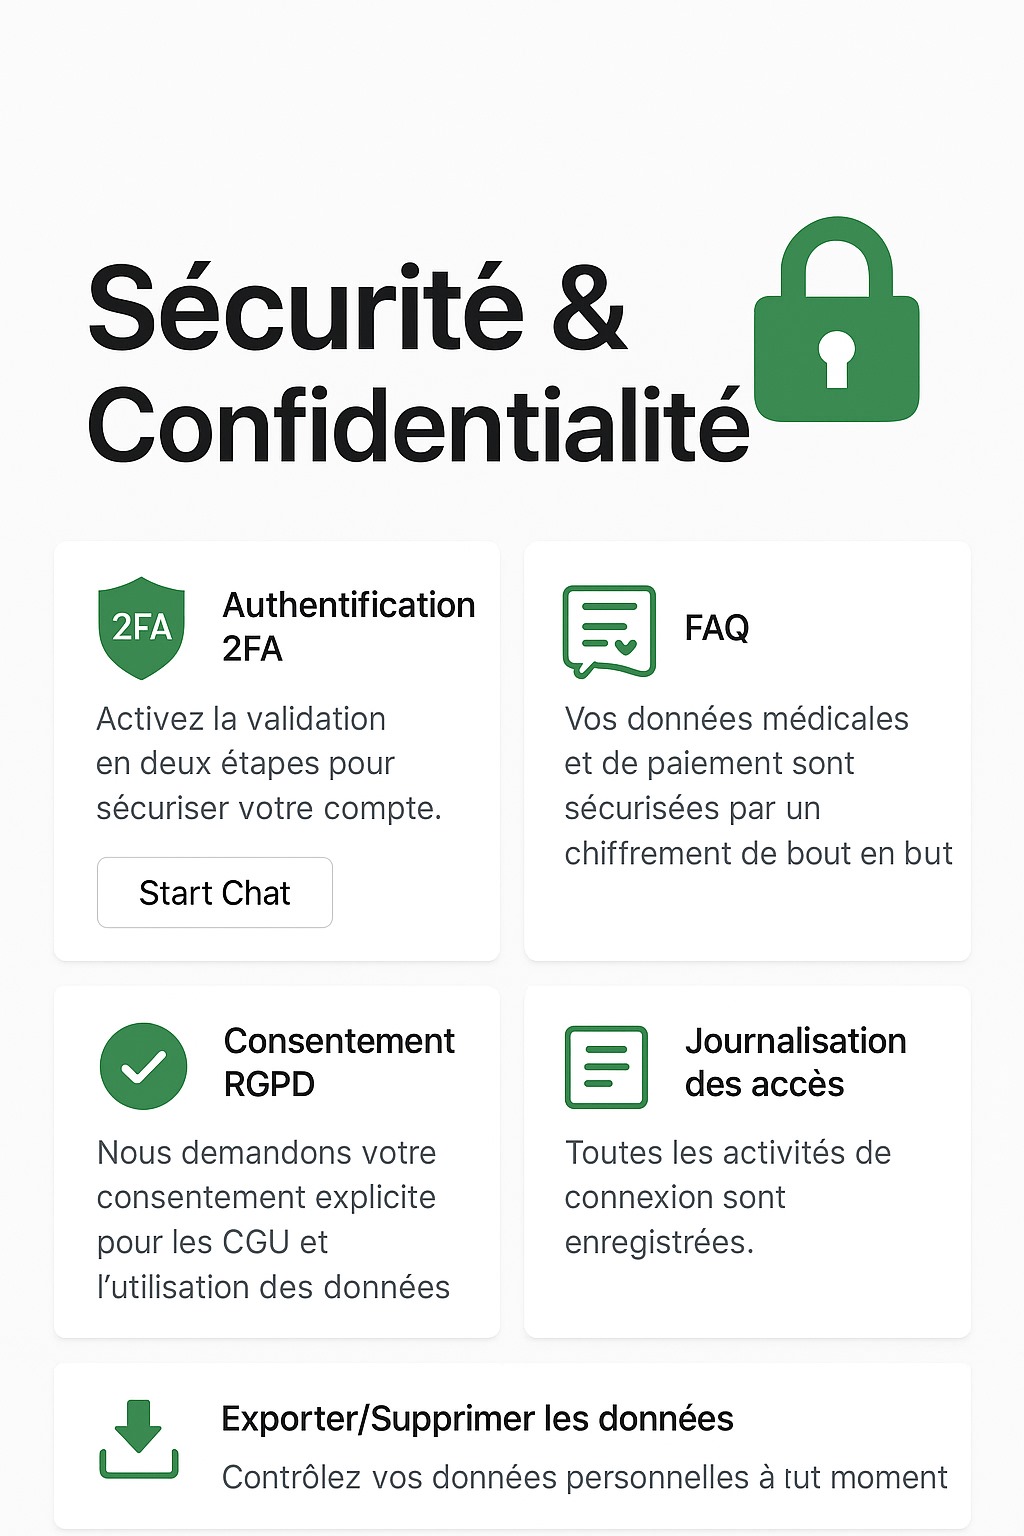 Sécurité &
Confidentialité
2FA
Authentification
2FA
Activez la validation
en deux étapes pour
sécuriser votre compte.
Start Chat
FAQ
Vos données médicales
et de paiement sont
sécurisées par un
chiffrement de bout en but
Consentement
RGPD
Nous demandons votre
consentement explicite
pour les CGU et
l’utilisation des données
Journalisation
des accès
Toutes les activités de
connexion sont
enregistrées.
Exporter/Supprimer les données
Contrôlez vos données personnelles à tut moment